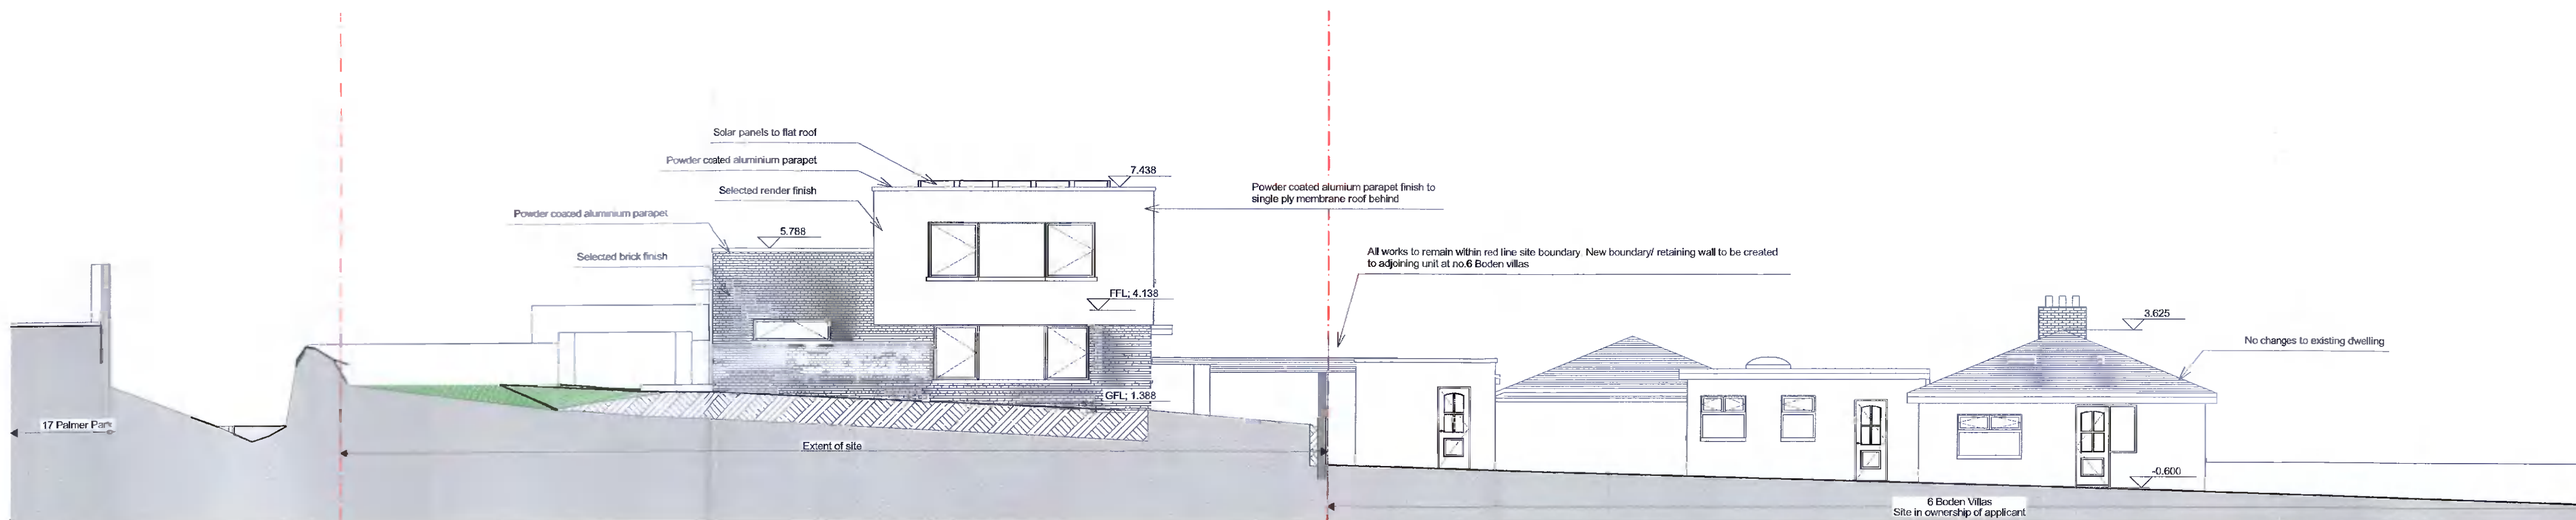 Solar panels to flat roof
Powder coated aluminium parapet
Selected render finish
Powder coated aluminium parapet
Selected brick finish
5.788
7.438
Powder coated alumium parapet finish to
single ply membrane roof behind
All works to remain within red line site boundary. New boundary/ retaining wall to be created
to adjoining unit at no.6 Boden villas
FFL; 4.138
GFL; 1.388
3.625
No changes to existing dwelling
-0.600
17 Palmer Park
Extent of site
6 Boden Villas
Site in ownership of applicant